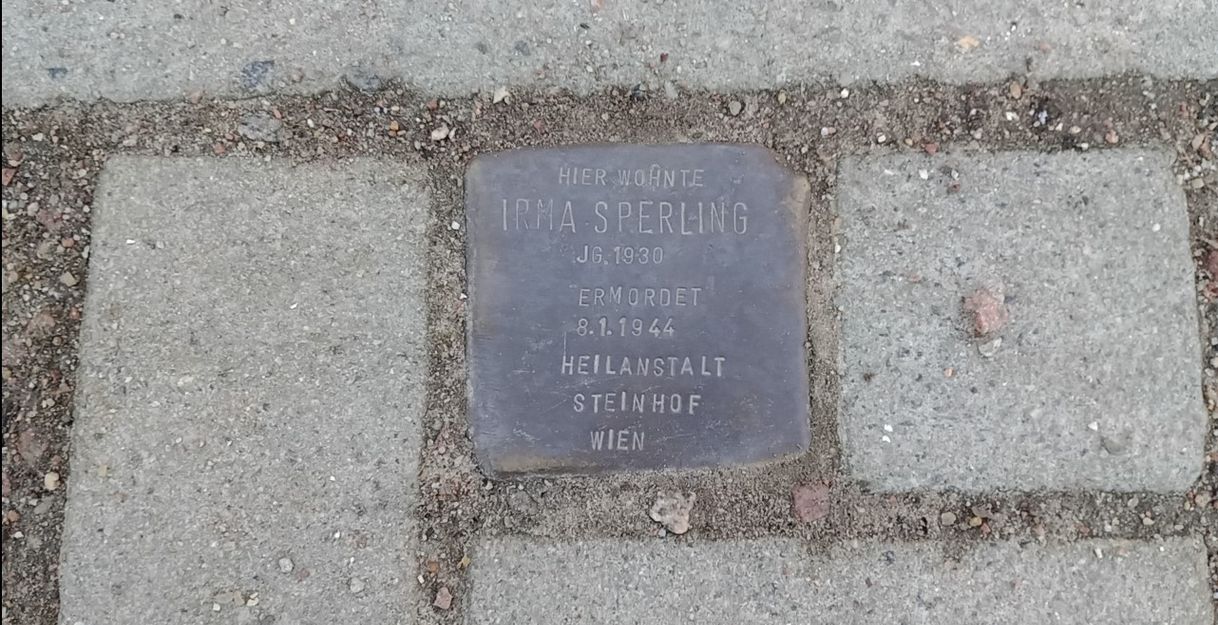 HIER WOHNTE
IRMA SPERLING
JG. 1930
ERMORDET
8.1.1944
HEILANSTALT
STEINHOF
WIEN